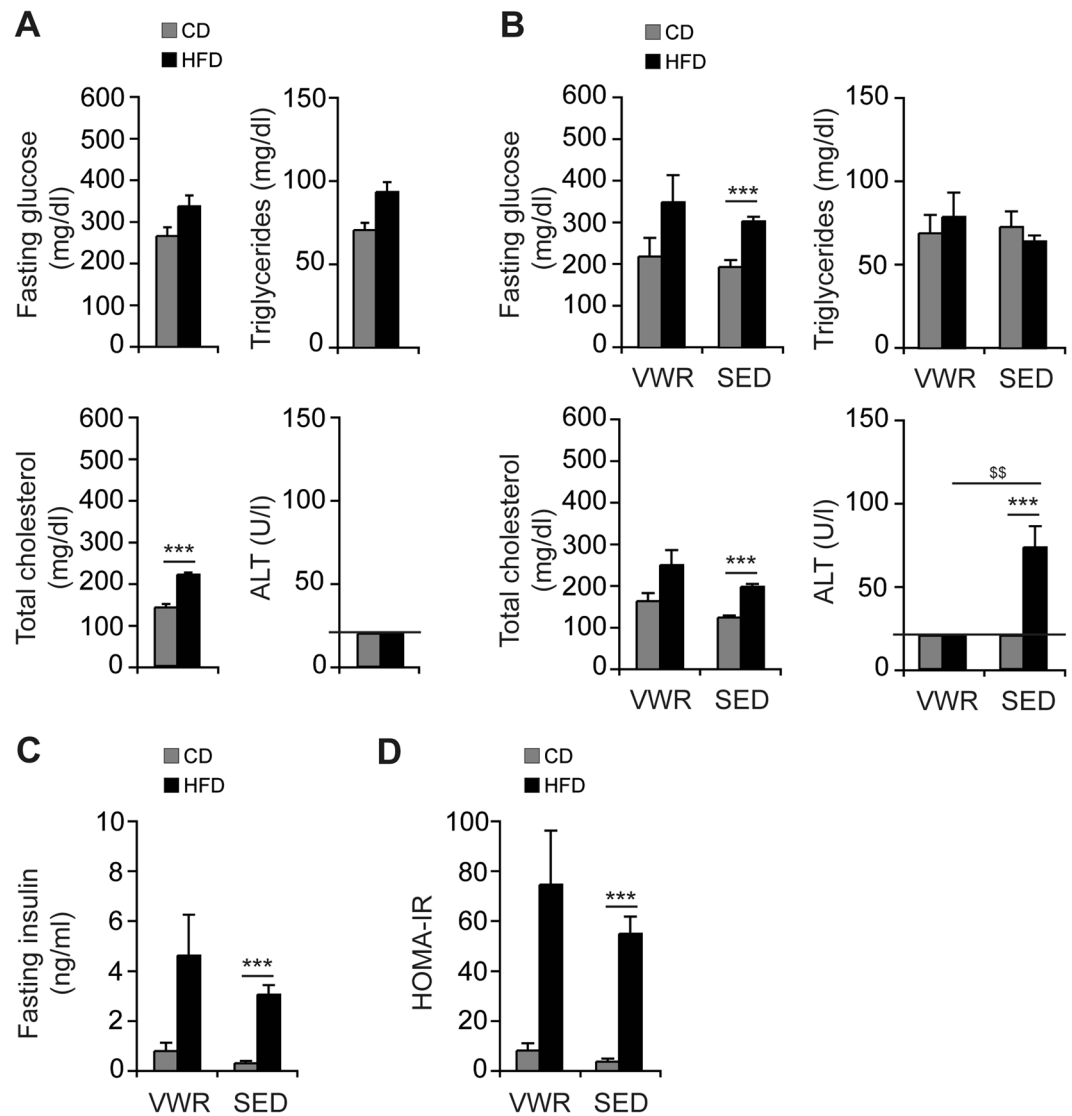 A
CD
HFD
Fasting glucose
(mg/dl)
600
500
400
300
200
100
0
Triglycerides (mg/dl)
150
100
50
0
Total cholesterol
(mg/dl)
600
500
400
300
200
100
0
***
ALT (U/l)
150
100
50
0
B
CD
HFD
Fasting glucose
(mg/dl)
600
500
400
300
200
100
0
***
VWR SED
Triglycerides (mg/dl)
150
100
50
0
VWR SED
Total cholesterol
(mg/dl)
600
500
400
300
200
100
0
***
VWR SED
ALT (U/l)
150
100
50
0
$$
***
VWR SED
C
CD
HFD
Fasting insulin
(ng/ml)
10
8
6
4
2
0
***
VWR SED
D
CD
HFD
HOMA-IR
100
80
60
40
20
0
***
VWR SED